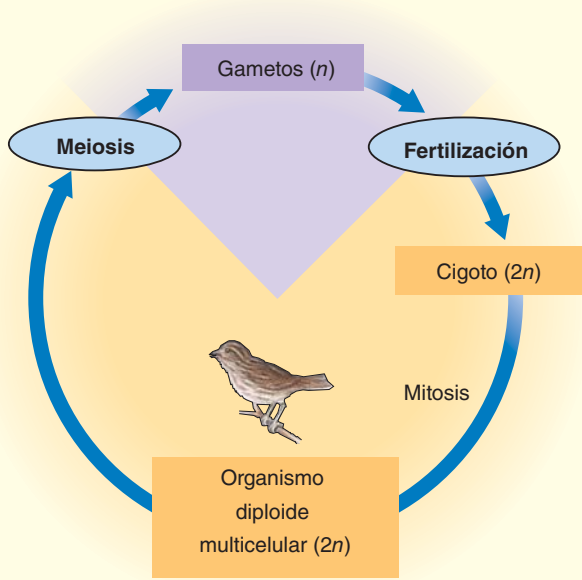 Gametos (n)
Meiosis
Fertilización
Cigoto (2n)
Mitosis
Organismo
diploide
multicelular (2n)